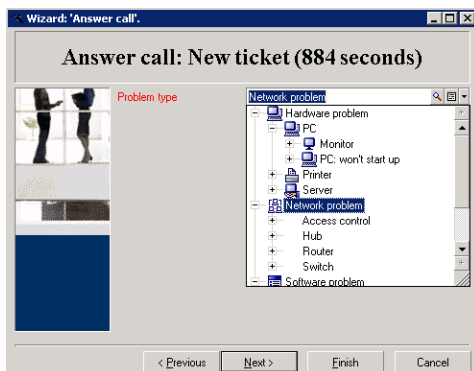 Wizard: 'Answer call'.
Answer call: New ticket (884 seconds)
Problem type
Network problem
Hardware problem
PC
Monitor
PC: won't start up
Printer
Server
Network problem
Access control
Hub
Router
Switch
Software problem
< Previous
Next >
Finish
Cancel